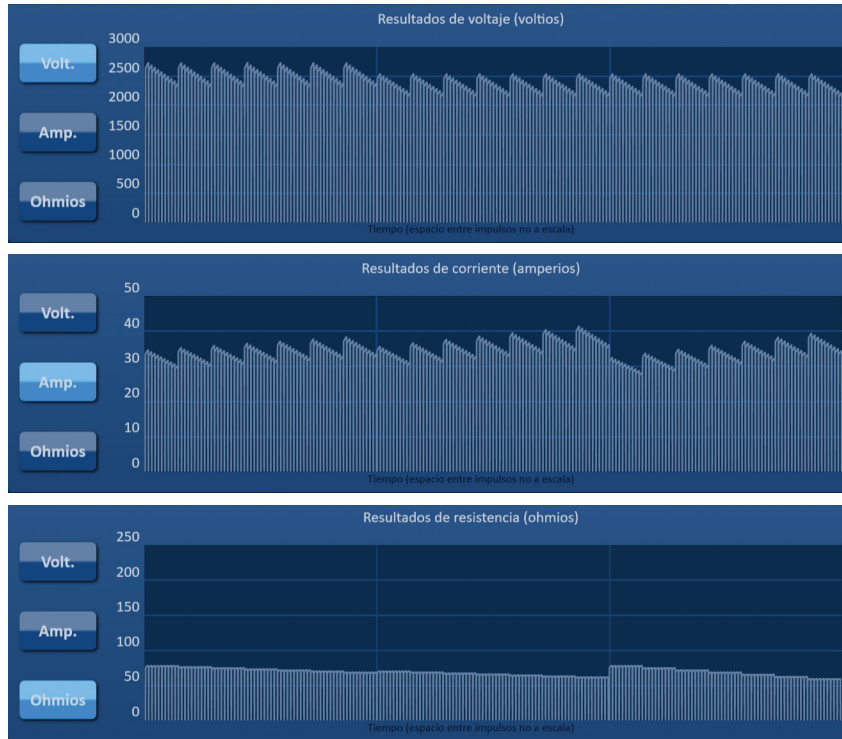 Resultados de voltaje (voltios)
3000
Volt.
2500
2000
Amp.
1500
1000
500
Ohmios
0
Tiempo (espacio entre impulsos no a escala)
Resultados de corriente (amperios)
50
Volt.
40
30
Amp.
20
10
Ohmios
0
Tiempo (espacio entre impulsos no a escala)
Resultados de resistencia (ohmios)
250
Volt.
200
150
Amp.
100
50
Ohmios
0
Tiempo (espacio entre impulsos no a escala)